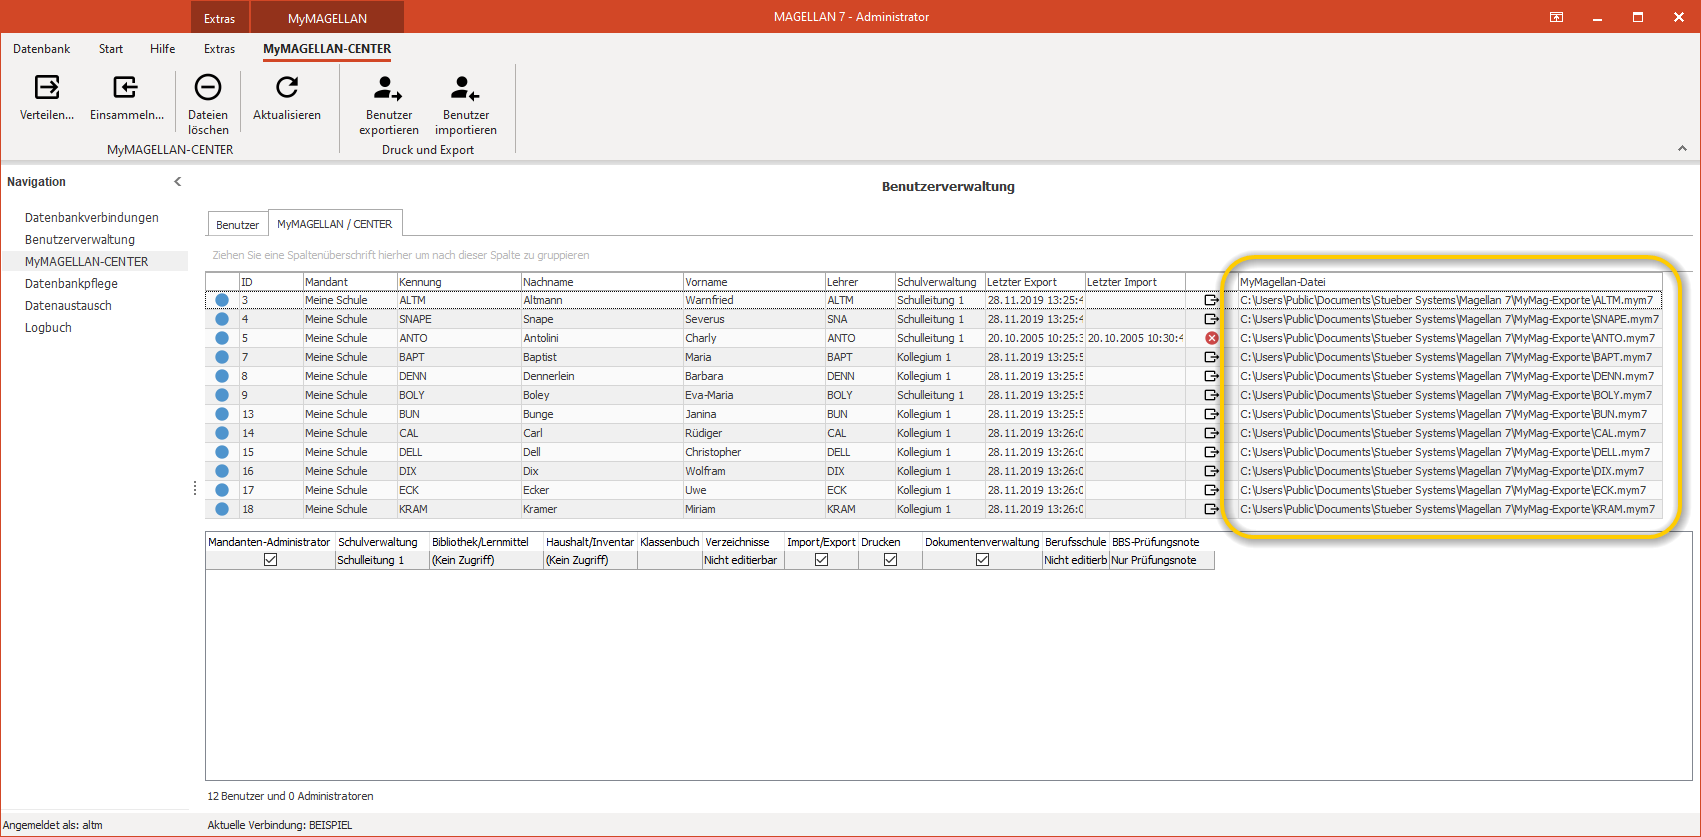 Extras MyMAGELLAN MAGELLAN 7 - Administrator
Datenbank Start Hilfe Extras MyMAGELLAN-CENTER
Verteilen... Einsammeln... Dateien löschen Aktualisieren Benutzer exportieren Benutzer importieren
MyMAGELLAN-CENTER Druck und Export
Navigation
Datenbankverbindungen
Benutzerverwaltung
MyMAGELLAN-CENTER
Datenbankpflege
Datenaustausch
Logbuch
Benutzerverwaltung
Benutzer MyMAGELLAN / CENTER
Ziehen Sie eine Spaltenüberschrift hierher um nach dieser Spalte zu gruppieren
ID Mandant Kennung Nachname Vorname Lehrer Schulverwaltung Letzter Export Letzter Import MyMagellan-Datei
3 Meine Schule ALTM Altmann Warnfried ALTM Schulleitung 1 28.11.2019 13:25:4 C:\Users\Public\Documents\Stueber Systems\Magellan 7\MyMag-Exporte\ALTM.mym7
4 Meine Schule SNAPE Snape Severus SNA Schulleitung 1 28.11.2019 13:25:4 C:\Users\Public\Documents\Stueber Systems\Magellan 7\MyMag-Exporte\SNAPE.mym7
5 Meine Schule ANTO Antolini Charly ANTO Schulleitung 1 20.10.2005 10:25:3 20.10.2005 10:30:4 C:\Users\Public\Documents\Stueber Systems\Magellan 7\MyMag-Exporte\ANTO.mym7
7 Meine Schule BAPT Baptist Maria BAPT Kollegium 1 28.11.2019 13:25:5 C:\Users\Public\Documents\Stueber Systems\Magellan 7\MyMag-Exporte\BAPT.mym7
8 Meine Schule DENN Dennerlein Barbara DENN Kollegium 1 28.11.2019 13:25:5 C:\Users\Public\Documents\Stueber Systems\Magellan 7\MyMag-Exporte\DENN.mym7
9 Meine Schule BOLY Boley Eva-Maria BOLY Schulleitung 1 28.11.2019 13:25:5 C:\Users\Public\Documents\Stueber Systems\Magellan 7\MyMag-Exporte\BOLY.mym7
13 Meine Schule BUN Bunge Janina BUN Kollegium 1 28.11.2019 13:25:5 C:\Users\Public\Documents\Stueber Systems\Magellan 7\MyMag-Exporte\BUN.mym7
14 Meine Schule CAL Carl Rüdiger CAL Kollegium 1 28.11.2019 13:26:0 C:\Users\Public\Documents\Stueber Systems\Magellan 7\MyMag-Exporte\CAL.mym7
15 Meine Schule DELL Dell Christopher DELL Kollegium 1 28.11.2019 13:26:0 C:\Users\Public\Documents\Stueber Systems\Magellan 7\MyMag-Exporte\DELL.mym7
16 Meine Schule DIX Dix Wolfram DIX Kollegium 1 28.11.2019 13:26:0 C:\Users\Public\Documents\Stueber Systems\Magellan 7\MyMag-Exporte\DIX.mym7
17 Meine Schule ECK Ecker Uwe ECK Kollegium 1 28.11.2019 13:26:0 C:\Users\Public\Documents\Stueber Systems\Magellan 7\MyMag-Exporte\ECK.mym7
18 Meine Schule KRAM Kramer Miriam KRAM Kollegium 1 28.11.2019 13:26:0 C:\Users\Public\Documents\Stueber Systems\Magellan 7\MyMag-Exporte\KRAM.mym7
Mandanten-Administrator Schulverwaltung Bibliothek/Lernmittel Haushalt/Inventar Klassenbuch Verzeichnisse Import/Export Drucken Dokumentenverwaltung Berufsschule BBS-Prüfungsnote
Schulleitung 1 (Kein Zugriff) (Kein Zugriff) Nicht editierbar Nicht editierb Nur Prüfungsnote
12 Benutzer und 0 Administratoren
Angemeldet als: altm Aktuelle Verbindung: BEISPIEL